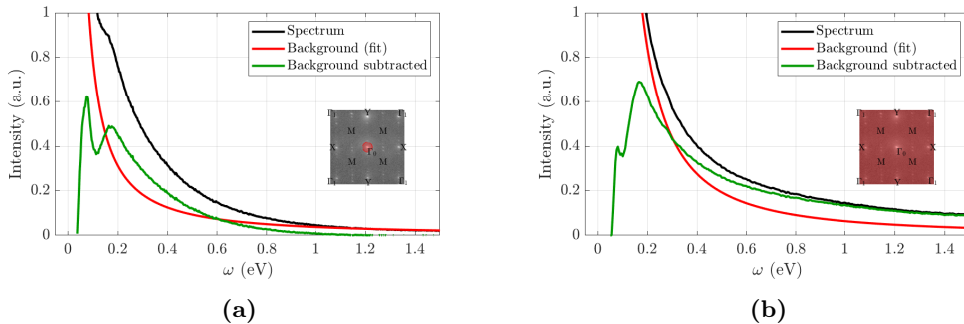 1
0.8
0.6
0.4
0.2
0
Intensity (a.u.)
0 0.2 0.4 0.6 0.8 1 1.2 1.4
ω (eV)
Spectrum
Background (fit)
Background subtracted
Γ₁ Y Γ₁
M M
X Γ₀ X
M M
Γ₁ Y Γ₁
(a)
1
0.8
0.6
0.4
0.2
0
Intensity (a.u.)
0 0.2 0.4 0.6 0.8 1 1.2 1.4
ω (eV)
Spectrum
Background (fit)
Background subtracted
Γ₁ Y Γ₁
M M
X Γ₀ X
M M
Γ₁ Y Γ₁
(b)